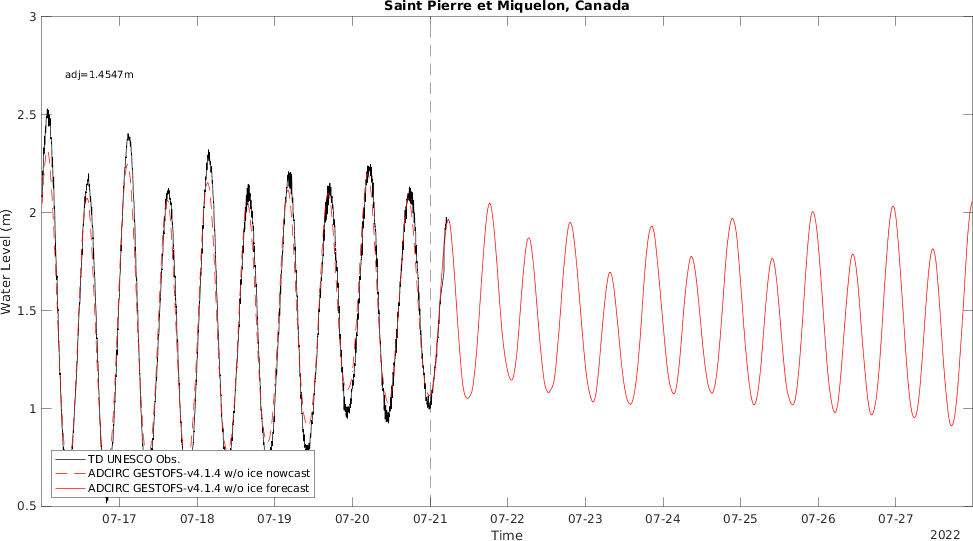 Saint Pierre et Miquelon, Canada
3
adj=1.4547m
2.5
2
Water Level (m)
1.5
1
TD UNESCO Obs.
ADCIRC GESTOFS-v4.1.4 w/o ice nowcast
ADCIRC GESTOFS-v4.1.4 w/o ice forecast
0.5
07-17 07-18 07-19 07-20 07-21 07-22 07-23 07-24 07-25 07-26 07-27
Time
2022